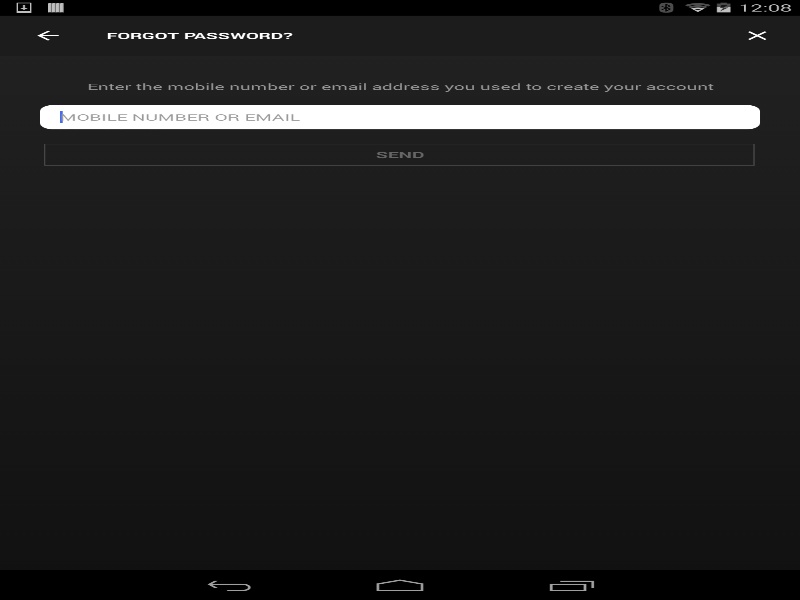 12:08
FORGOT PASSWORD?
Enter the mobile number or email address you used to create your account
MOBILE NUMBER OR EMAIL
SEND